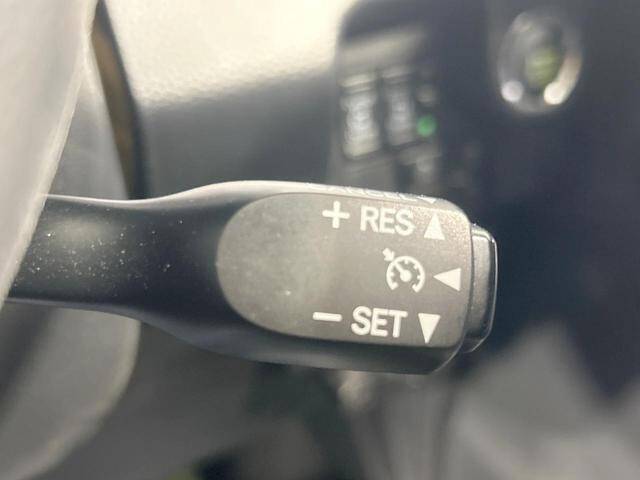 + RES ▲
◀
− SET ▼